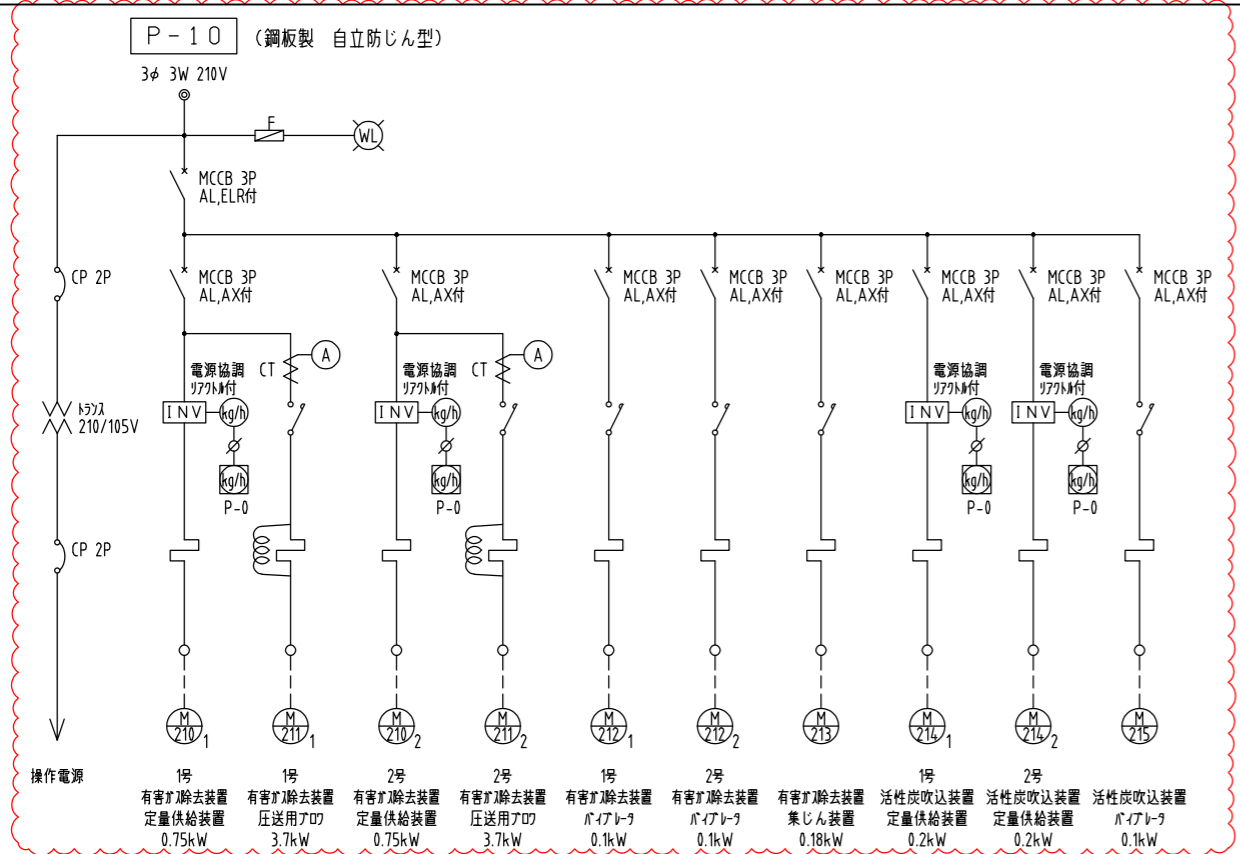 P-10 (鋼板製 自立防じん型)
3φ 3W 210V
F
WL
MCCB 3P
AL,ELR付
CP 2P
MCCB 3P
AL,AX付
MCCB 3P
AL,AX付
MCCB 3P
AL,AX付
MCCB 3P
AL,AX付
MCCB 3P
AL,AX付
MCCB 3P
AL,AX付
MCCB 3P
AL,AX付
MCCB 3P
AL,AX付
CT
A
CT
A
電源協調
リアクトル付
電源協調
リアクトル付
電源協調
リアクトル付
電源協調
リアクトル付
トランス
210/105V
INV
kg/h
INV
kg/h
INV
kg/h
INV
kg/h
kg/h
kg/h
kg/h
kg/h
P-0
P-0
P-0
P-0
CP 2P
M
210 1
M
211 1
M
210 2
M
211 2
M
212 1
M
212 2
M
213
M
214 1
M
214 2
M
215
操作電源
1号
有害ガス除去装置
定量供給装置
0.75kW
1号
有害ガス除去装置
圧送用ブロワ
3.7kW
2号
有害ガス除去装置
定量供給装置
0.75kW
2号
有害ガス除去装置
圧送用ブロワ
3.7kW
1号
有害ガス除去装置
バイブレータ
0.1kW
2号
有害ガス除去装置
バイブレータ
0.1kW
有害ガス除去装置
集じん装置
0.18kW
1号
活性炭吹込装置
定量供給装置
0.2kW
2号
活性炭吹込装置
定量供給装置
0.2kW
活性炭吹込装置
バイブレータ
0.1kW